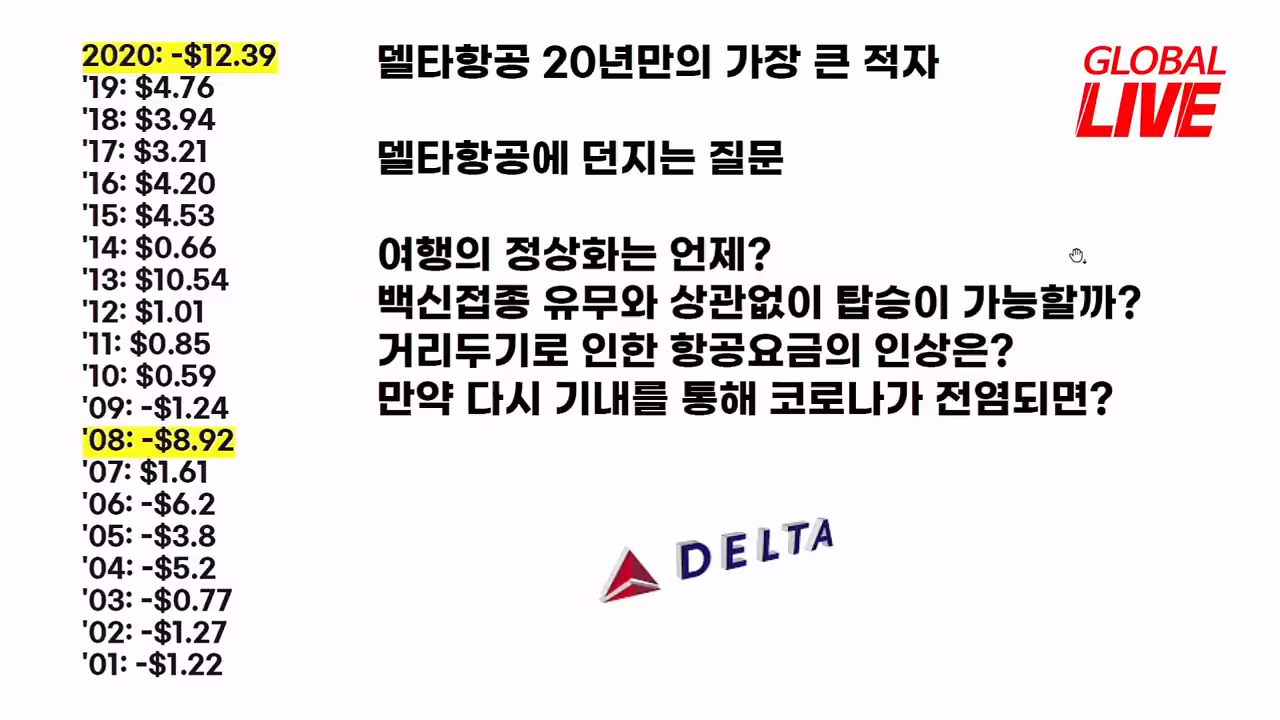 2020: -$12.39
'19: $4.76
'18: $3.94
'17: $3.21
'16: $4.20
'15: $4.53
'14: $0.66
'13: $10.54
'12: $1.01
'11: $0.85
'10: $0.59
'09: -$1.24
'08: -$8.92
'07: $1.61
'06: -$6.2
'05: -$3.8
'04: -$5.2
'03: -$0.77
'02: -$1.27
'01: -$1.22
델타항공 20년만의 가장 큰 적자
델타항공에 던지는 질문
여행의 정상화는 언제?
백신접종 유무와 상관없이 탑승이 가능할까?
거리두기로 인한 항공요금의 인상은?
만약 다시 기내를 통해 코로나가 전염되면?
DELTA
GLOBAL
LIVE